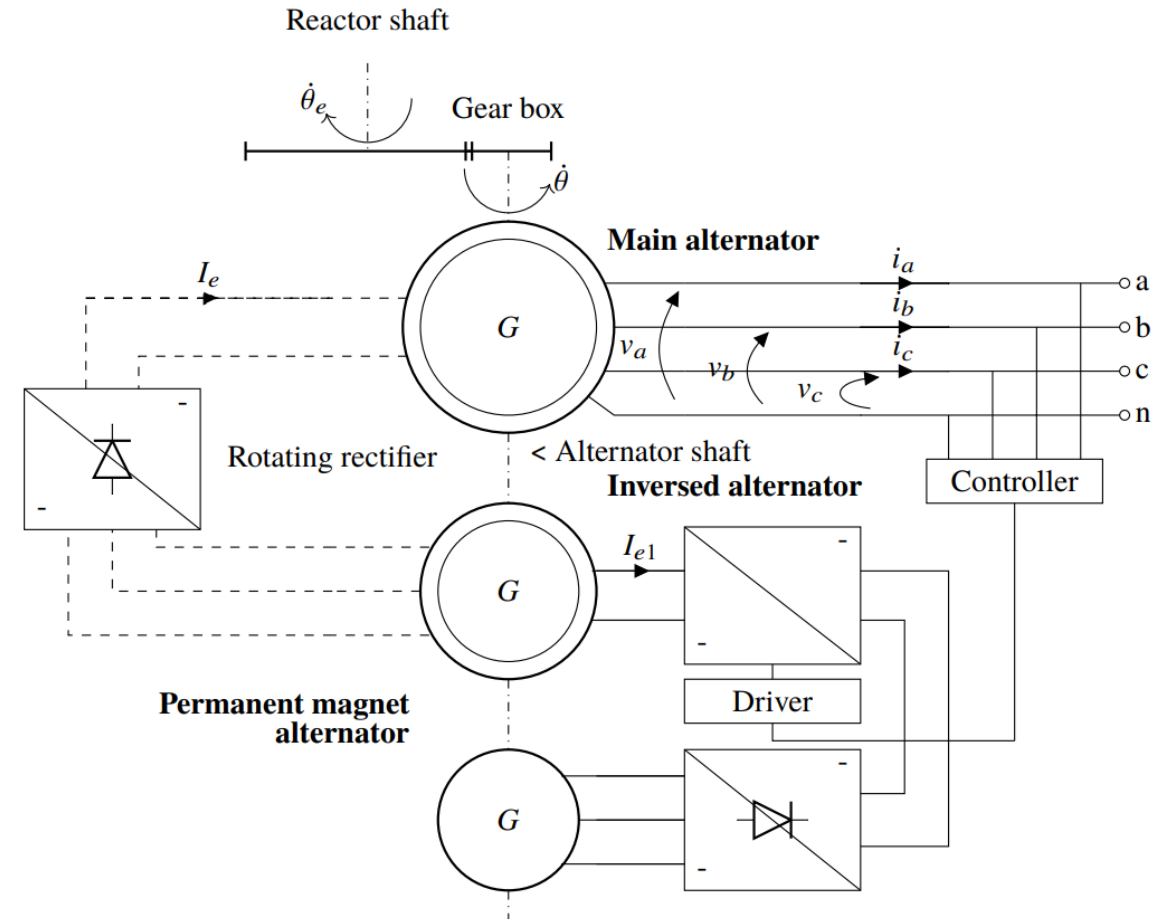 Reactor shaft
θ̇e
Gear box
θ̇
Main alternator
Ie
G
ia
a
ib
b
ic
c
va
vb
vc
n
-
Rotating rectifier
< Alternator shaft
Controller
Inversed alternator
-
Ie1
-
G
-
Permanent magnet
alternator
Driver
-
G
-